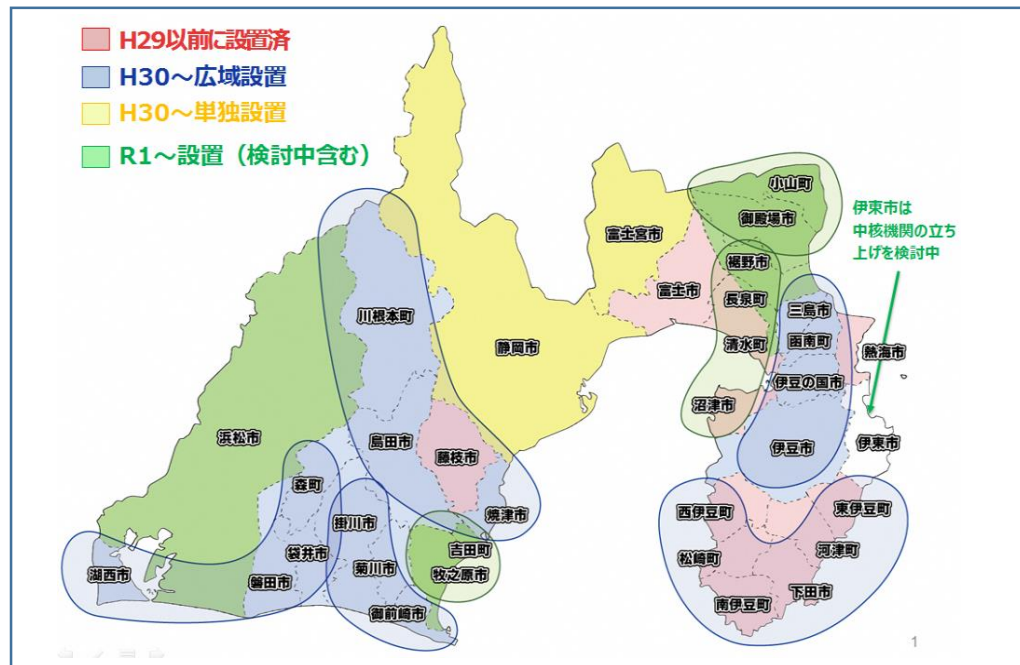 H29以前に設置済
H30～広域設置
H30～単独設置
R1～設置（検討中含む）
小山町
御殿場市
伊東市は
中核機関の立ち
上げを検討中
富士宮市
裾野市
富士市
長泉町
三島市
川根本町
函南町
清水町
静岡市
熱海市
伊豆の国市
沼津市
浜松市
島田市
藤枝市
伊豆市
伊東市
森町
西伊豆町
東伊豆町
焼津市
掛川市
吉田町
袋井市
松崎町
河津町
湖西市
菊川市
牧之原市
磐田市
下田市
南伊豆町
御前崎市
1